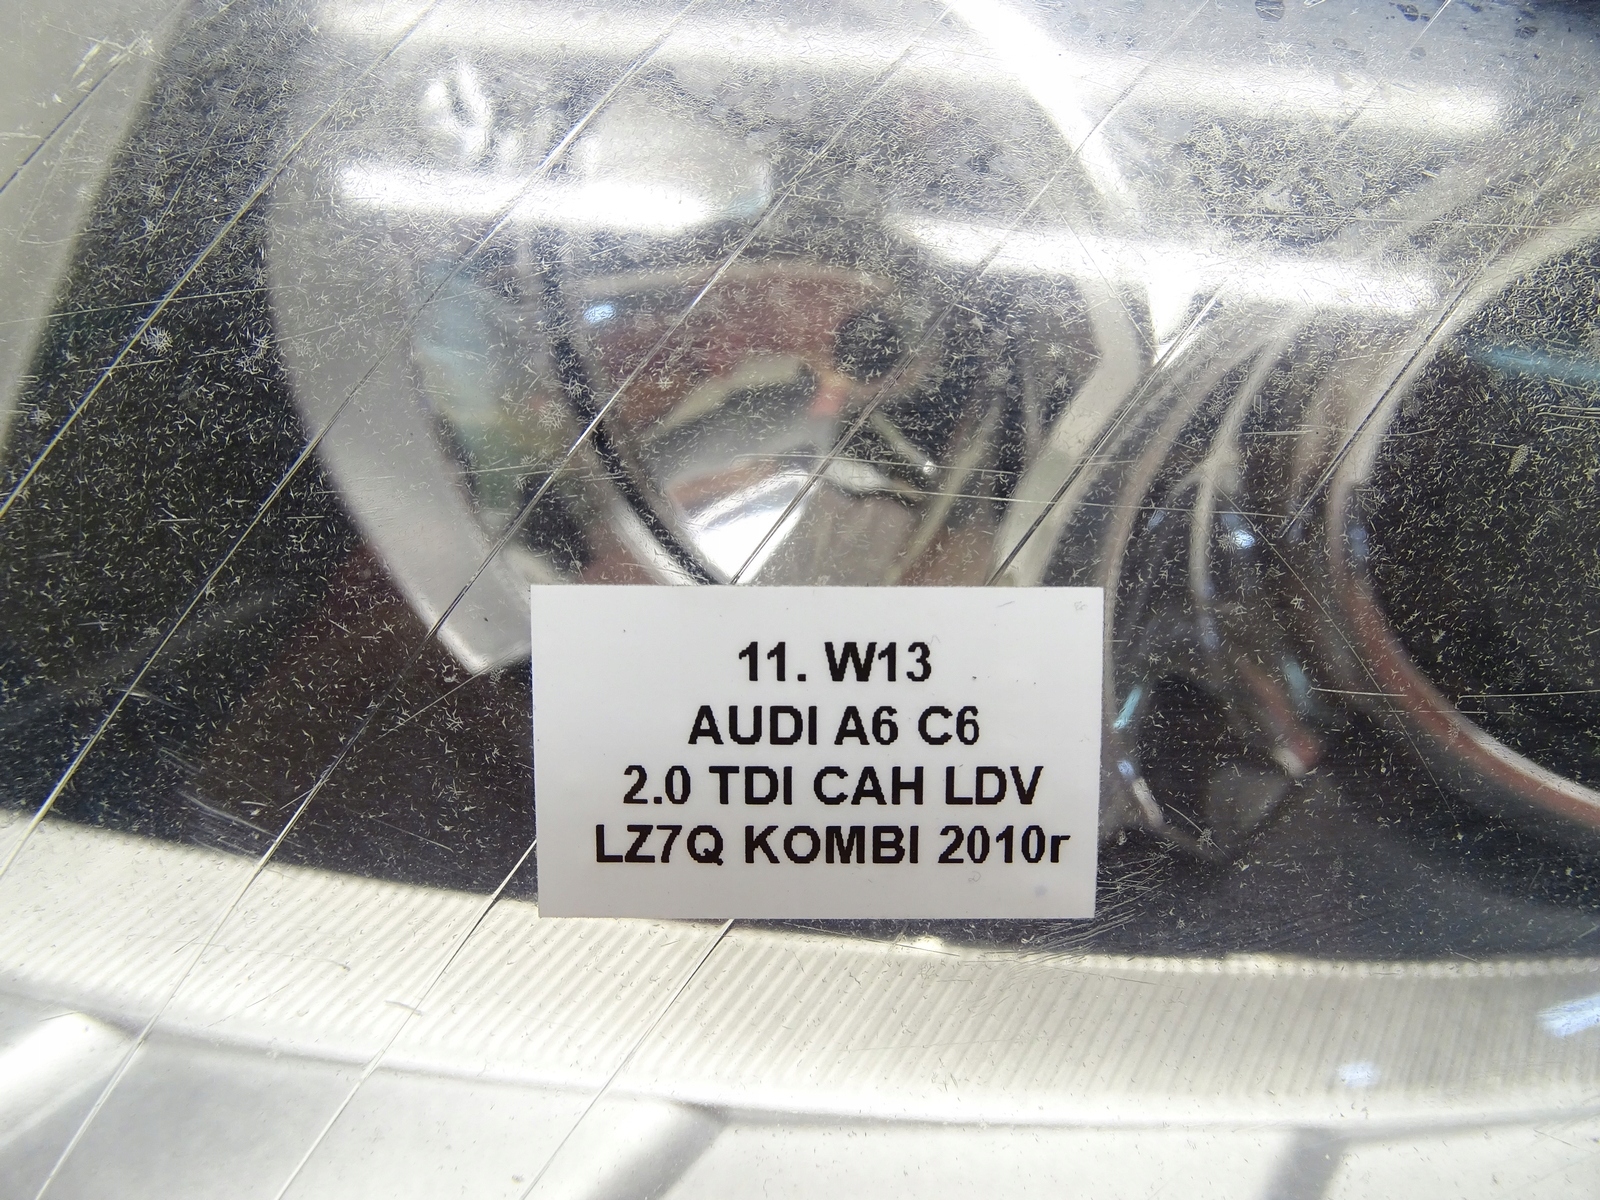 11. W13
AUDI A6 C6
2.0 TDI CAH LDV
LZ7Q KOMBI 2010r